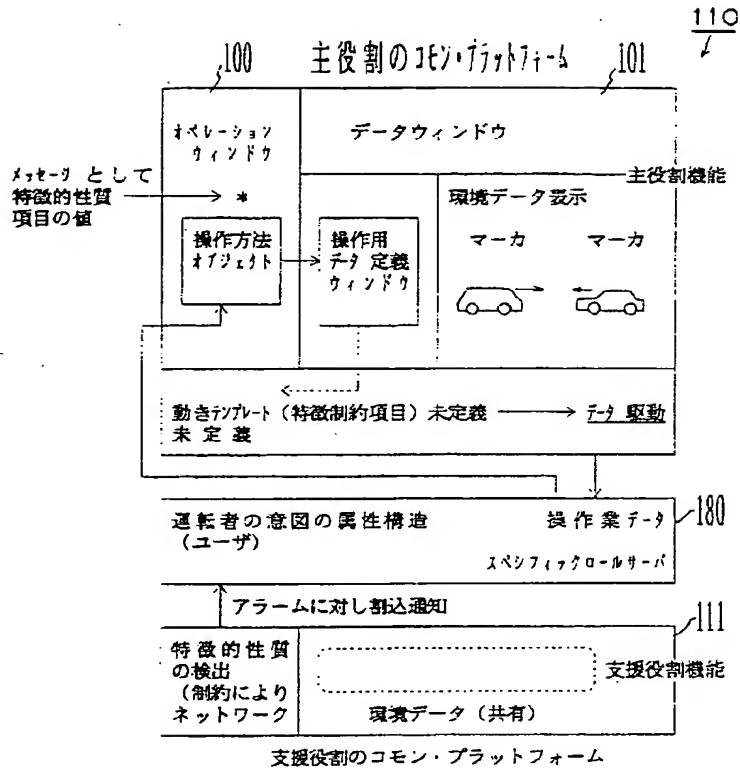 110
100
主役割のコモン・プラットフォーム
101
オペレーション
ウィンドウ
データウィンドウ
メッセージ として
特徴的性質
項目の値
*
主役割機能
環境データ表示
操作方法
オブジェクト
操作用
データ 定義
ウィンドウ
マーカ
マーカ
動きテンプレート (特徴制約項目) 未定義
データ 駆動
未 定 義
運転者の意図の属性構造
(ユーザ)
操 作 業 データ
180
スペシフィックロールサーバ
アラームに対し割込通知
111
特徴的性質
の検出
(制約により
ネットワーク
支援役割機能
環境データ (共有)
支援役割のコモン・プラットフォーム